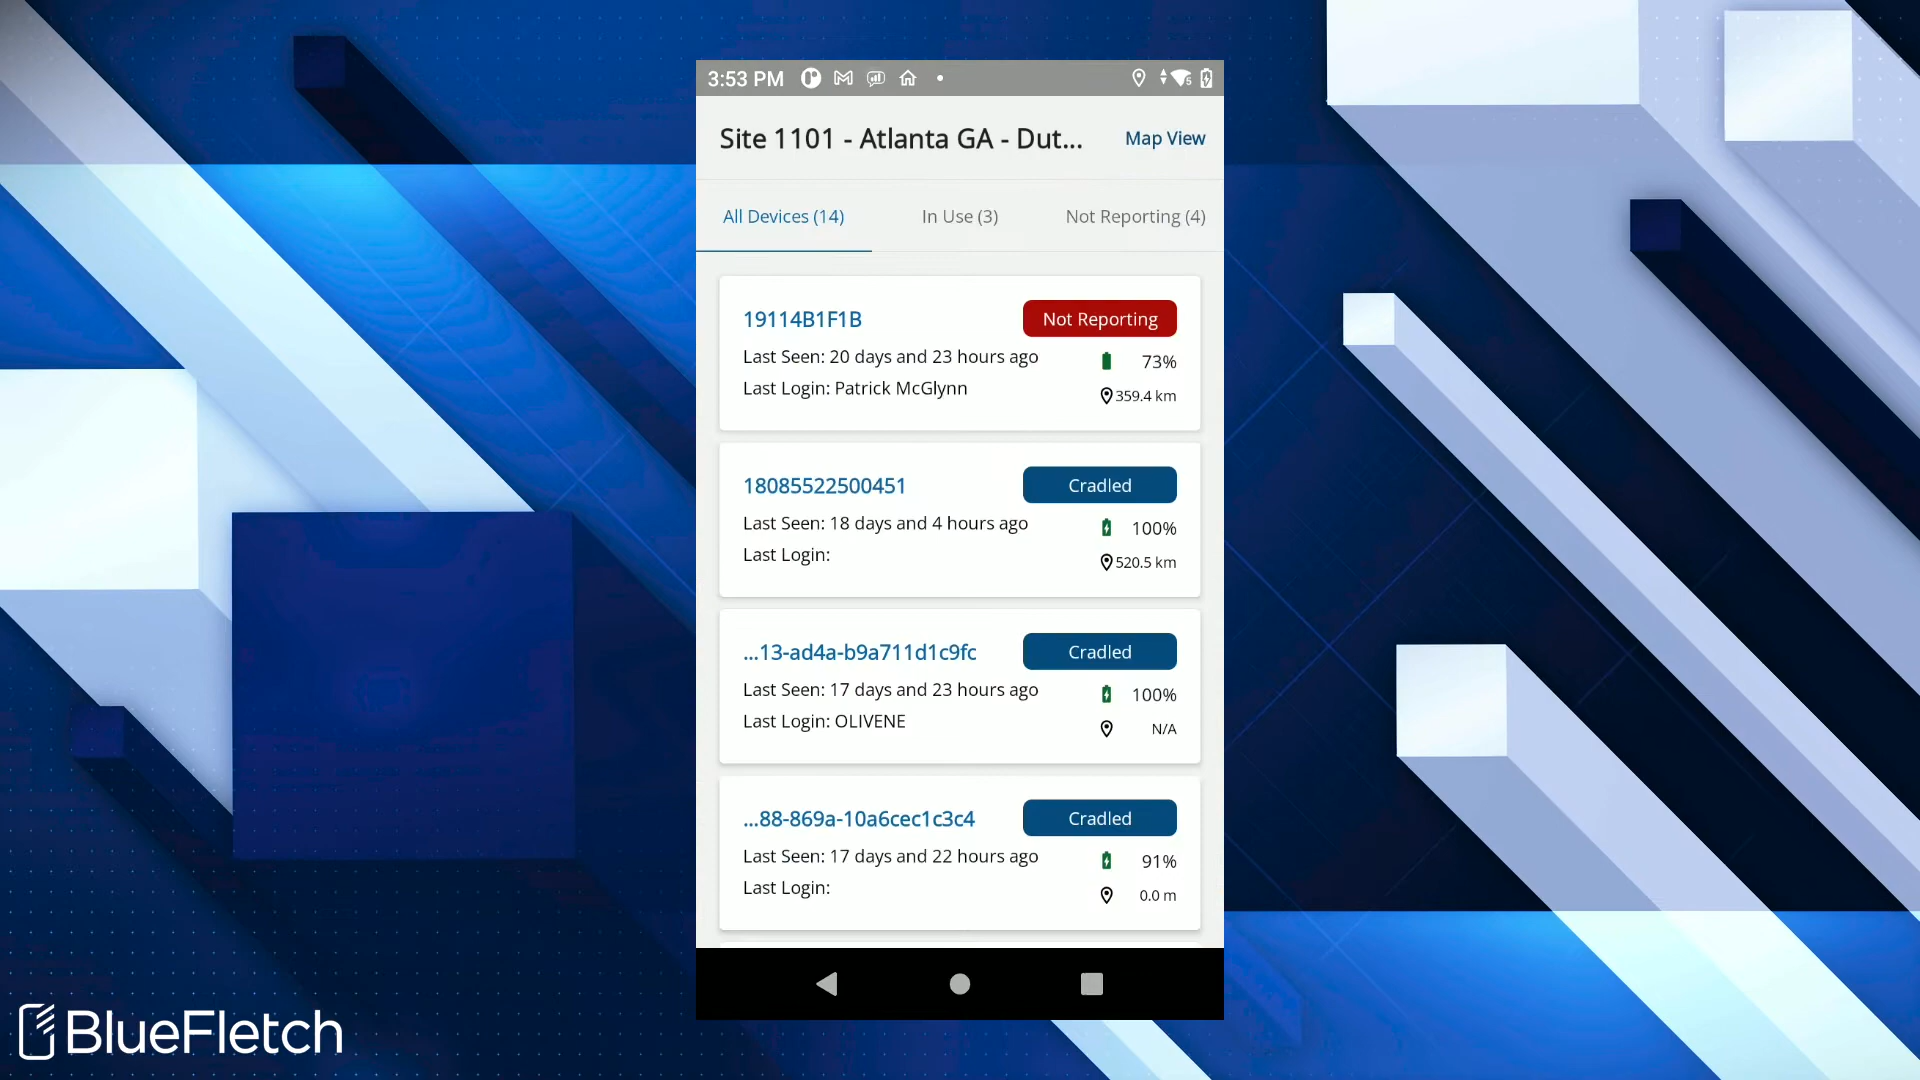 3:53 PM
Site 1101 - Atlanta GA - Dut...
Map View
All Devices (14)
In Use (3)
Not Reporting (4)
19114B1F1B
Not Reporting
Last Seen: 20 days and 23 hours ago
73%
Last Login: Patrick McGlynn
359.4 km
18085522500451
Cradled
Last Seen: 18 days and 4 hours ago
100%
Last Login:
520.5 km
...13-ad4a-b9a711d1c9fc
Cradled
Last Seen: 17 days and 23 hours ago
100%
Last Login: OLIVENE
N/A
...88-869a-10a6cec1c3c4
Cradled
Last Seen: 17 days and 22 hours ago
91%
Last Login:
0.0 m
BlueFletch